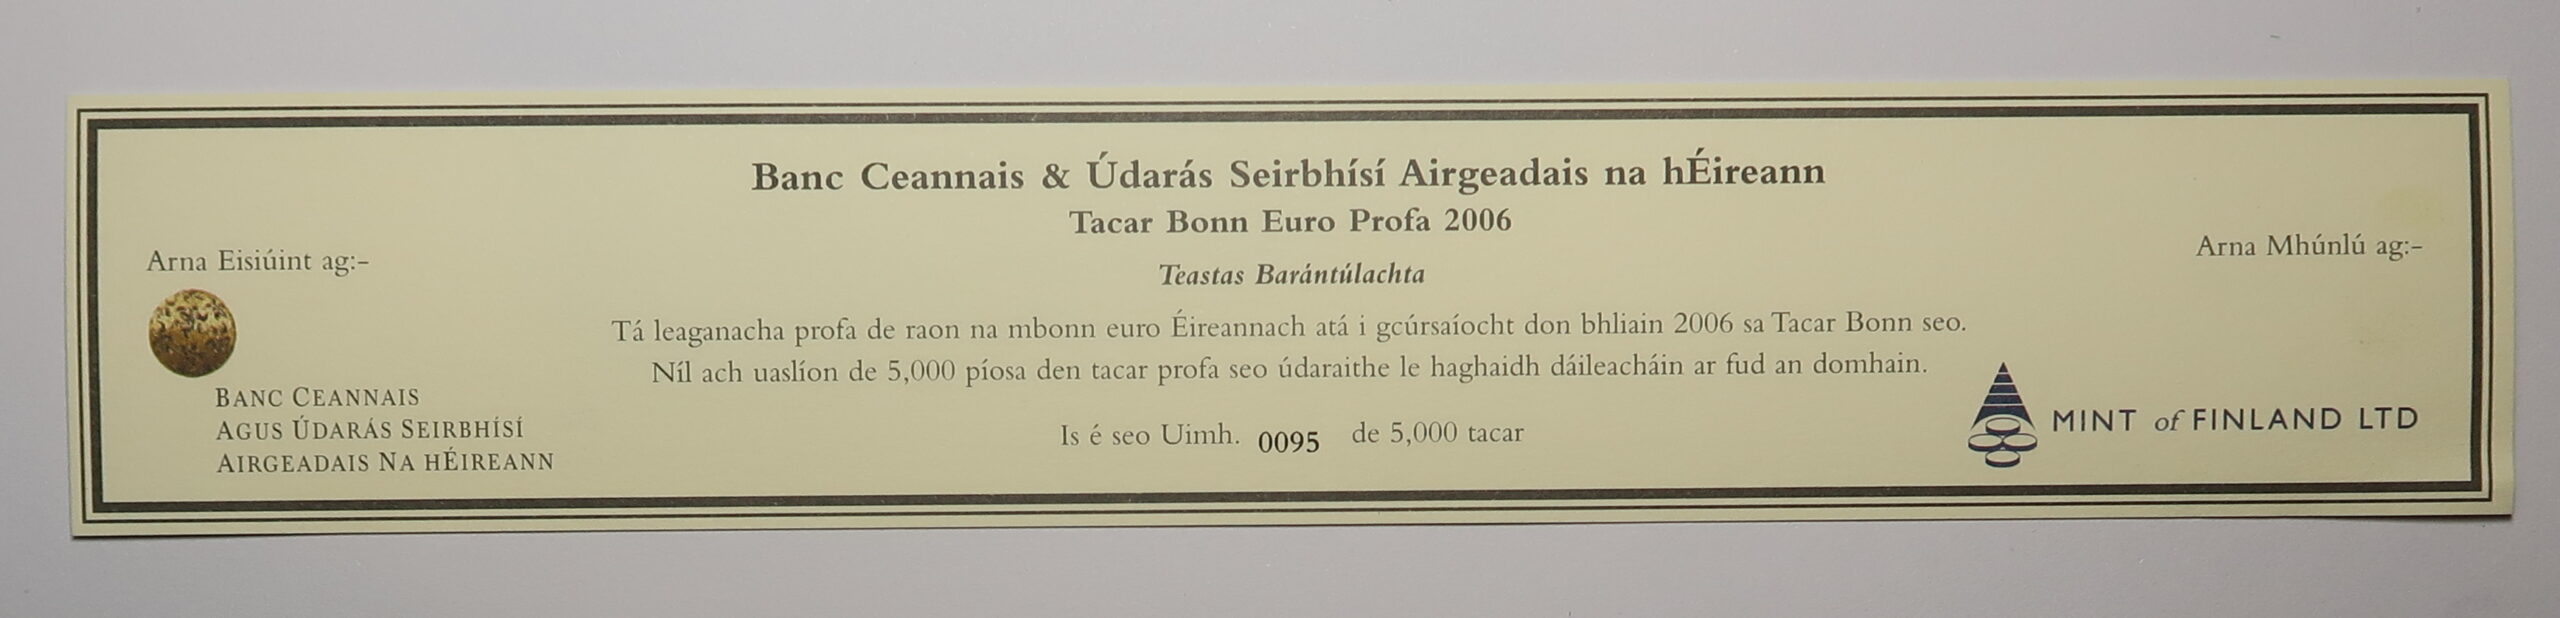 Banc Ceannais & Údarás Seirbhísí Airgeadais na hÉireann
Tacar Bonn Euro Profa 2006
Teastas Barántúlachta
Arna Eisiúint ag:-
Arna Mhúnlú ag:-
Tá leaganacha profa de raon na mbonn euro Éireannach atá i gcúrsaíocht don bhliain 2006 sa Tacar Bonn seo.
Níl ach uaslíon de 5,000 píosa den tacar profa seo údaraithe le haghaidh dáileacháin ar fud an domhain.
Is é seo Uimh. 0095 de 5,000 tacar
BANC CEANNAIS
AGUS ÚDARÁS SEIRBHÍSÍ
AIRGEADAIS NA HÉIREANN
MINT of FINLAND LTD